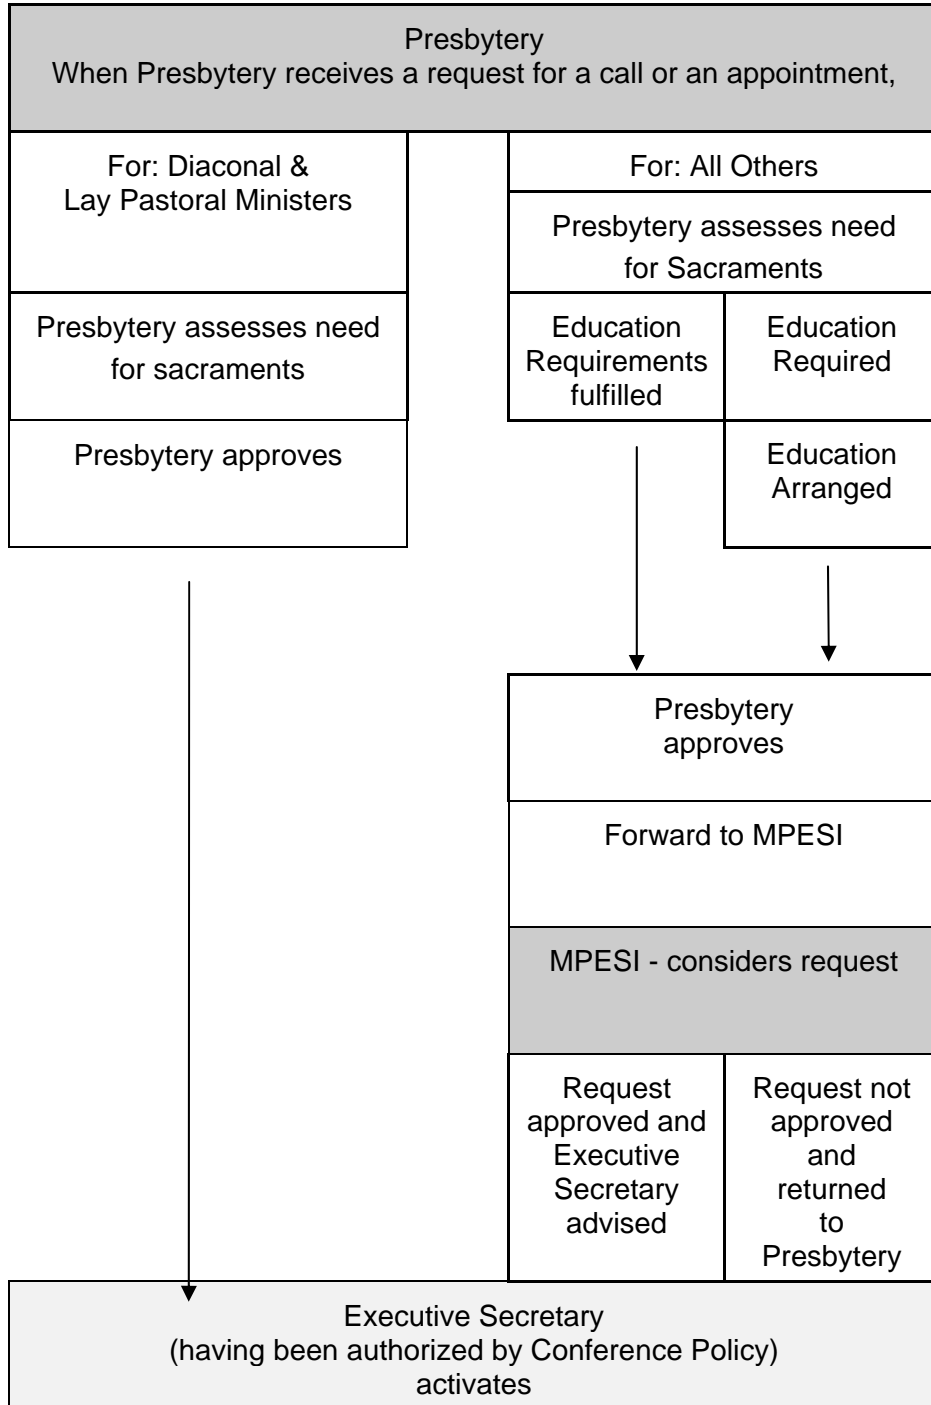 Presbytery
When Presbytery receives a request for a call or an appointment,
For: Diaconal &
Lay Pastoral Ministers
Presbytery assesses need
for sacraments
Presbytery approves
For: All Others
Presbytery assesses need
for Sacraments
Education
Requirements
fulfilled
Education
Required
Education
Arranged
Presbytery
approves
Forward to MPESI
MPESI - considers request
Request
approved and
Executive
Secretary
advised
Request not
approved
and
returned
to
Presbytery
Executive Secretary
(having been authorized by Conference Policy)
activates